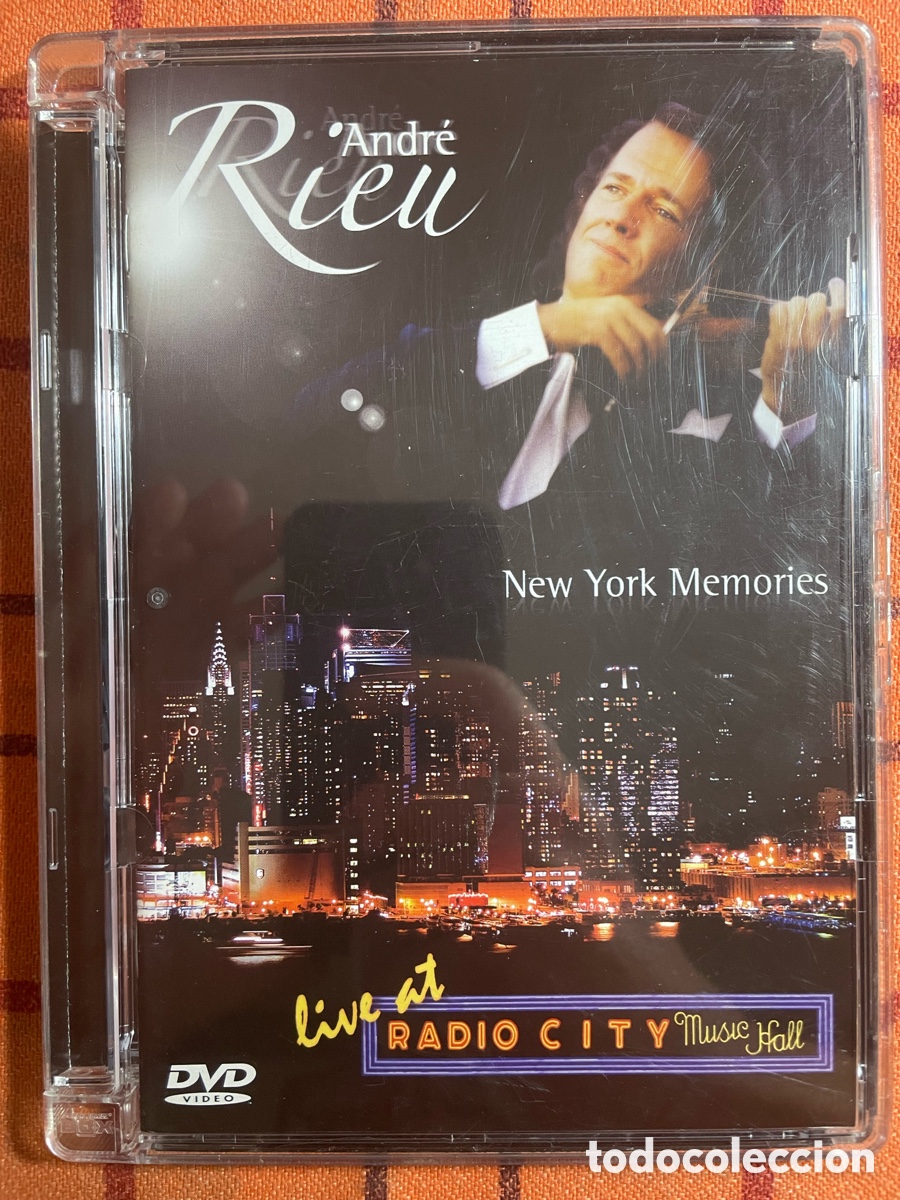 André
Rieu
New York Memories
live at
RADIO CITY Music Hall
DVD
VIDEO
todocoleccion